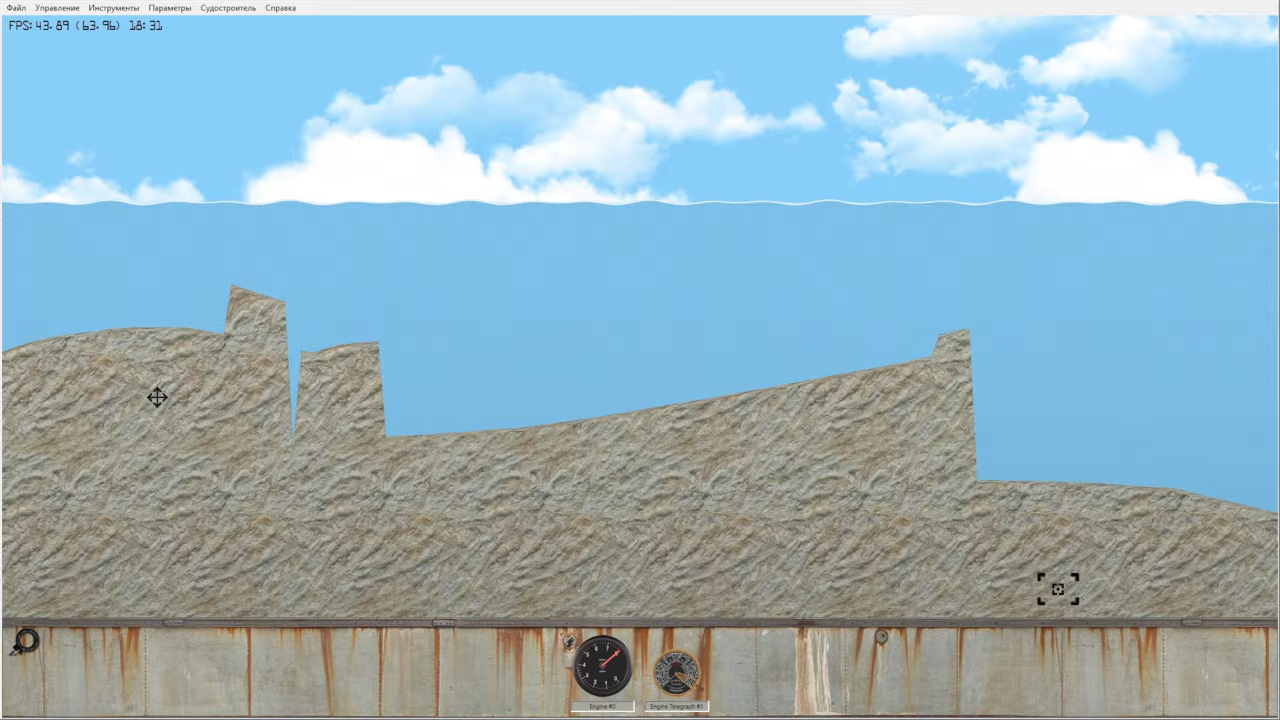 Файл Управление Инструменты Параметры Судостроитель Справка
FPS: 43.89 (63.96) 18:31
Engine #0 Engine Telegraph #1